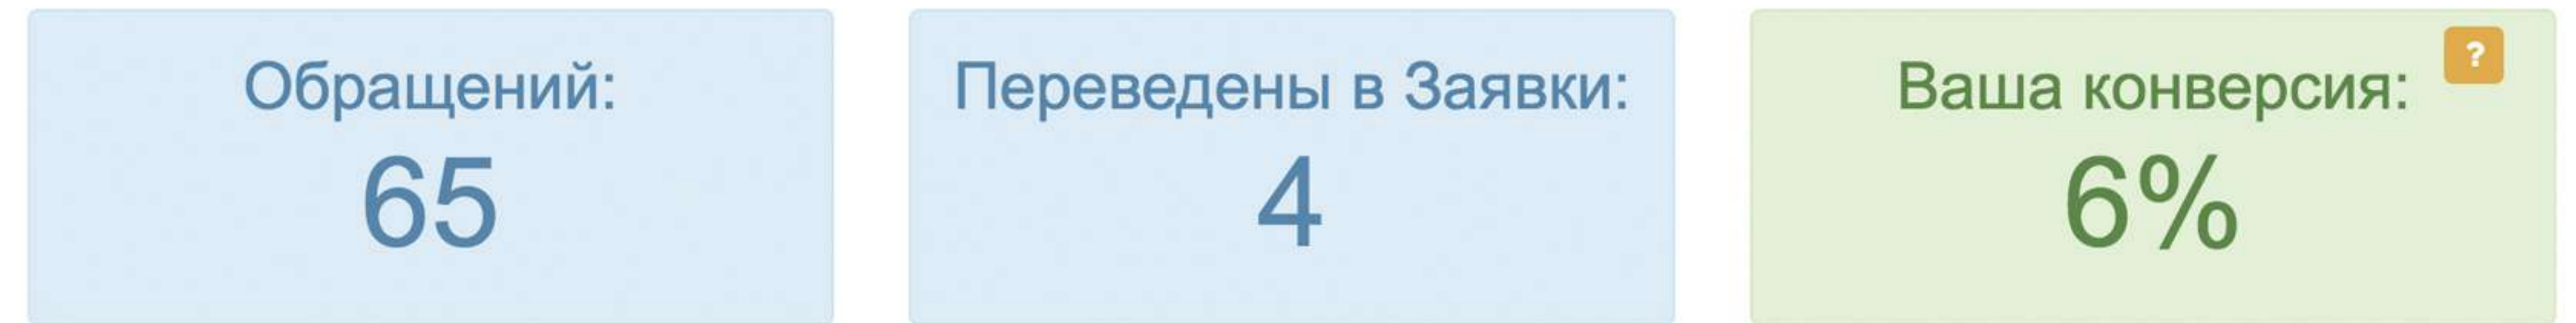 Обращений:
65
Переведены в Заявки:
4
Ваша конверсия:
?
6%